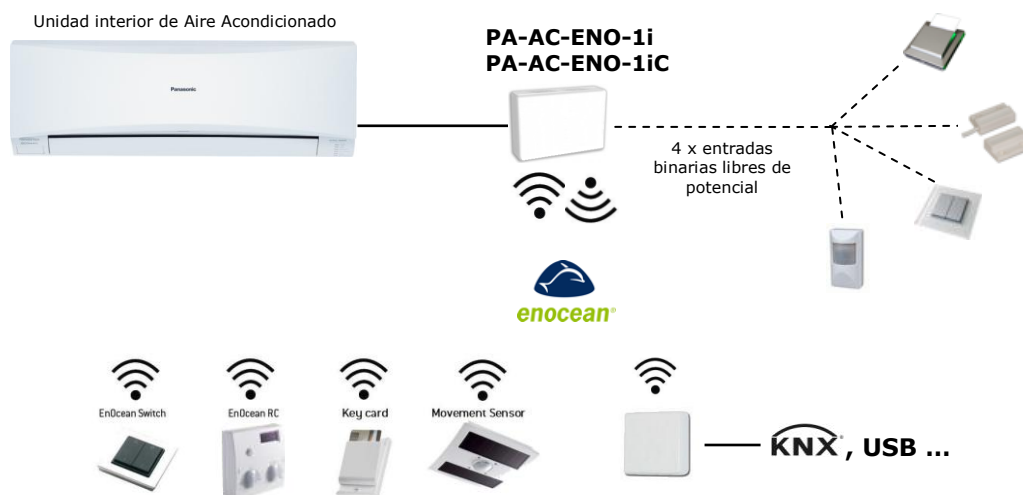 Unidad interior de Aire Acondicionado
PA-AC-ENO-1i
PA-AC-ENO-1iC
Panasonic
4 x entradas
binarias libres de
potencial
enocean®
EnOcean Switch
EnOcean RC
Key card
Movement Sensor
KNX®, USB ...